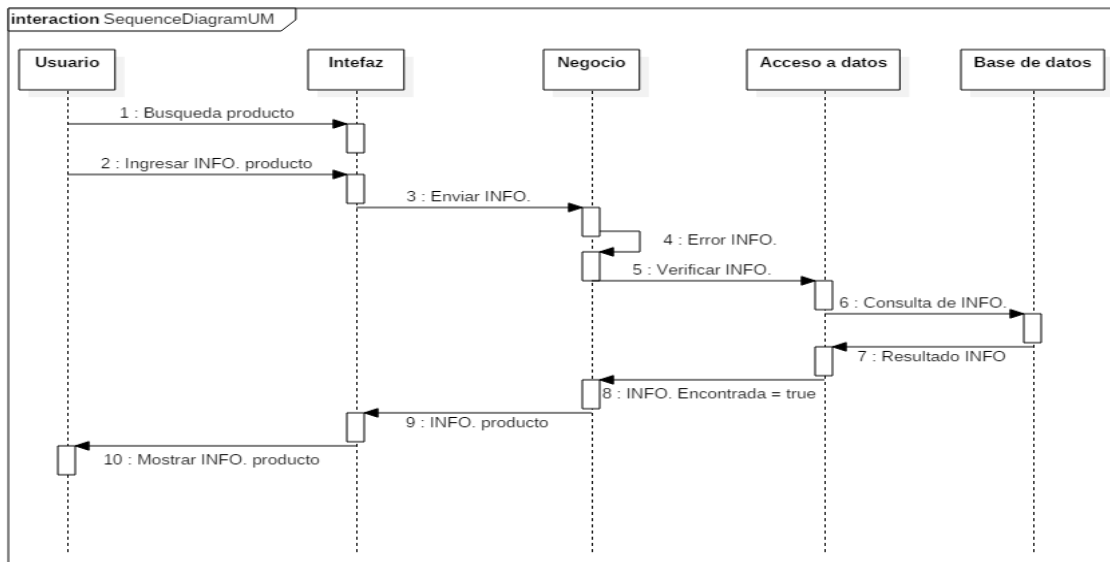 interaction SequenceDiagramUM
Usuario
Intefaz
Negocio
Acceso a datos
Base de datos
1 : Busqueda producto
2 : Ingresar INFO. producto
3 : Enviar INFO.
4 : Error INFO.
5 : Verificar INFO.
6 : Consulta de INFO.
7 : Resultado INFO
8 : INFO. Encontrada = true
9 : INFO. producto
10 : Mostrar INFO. producto